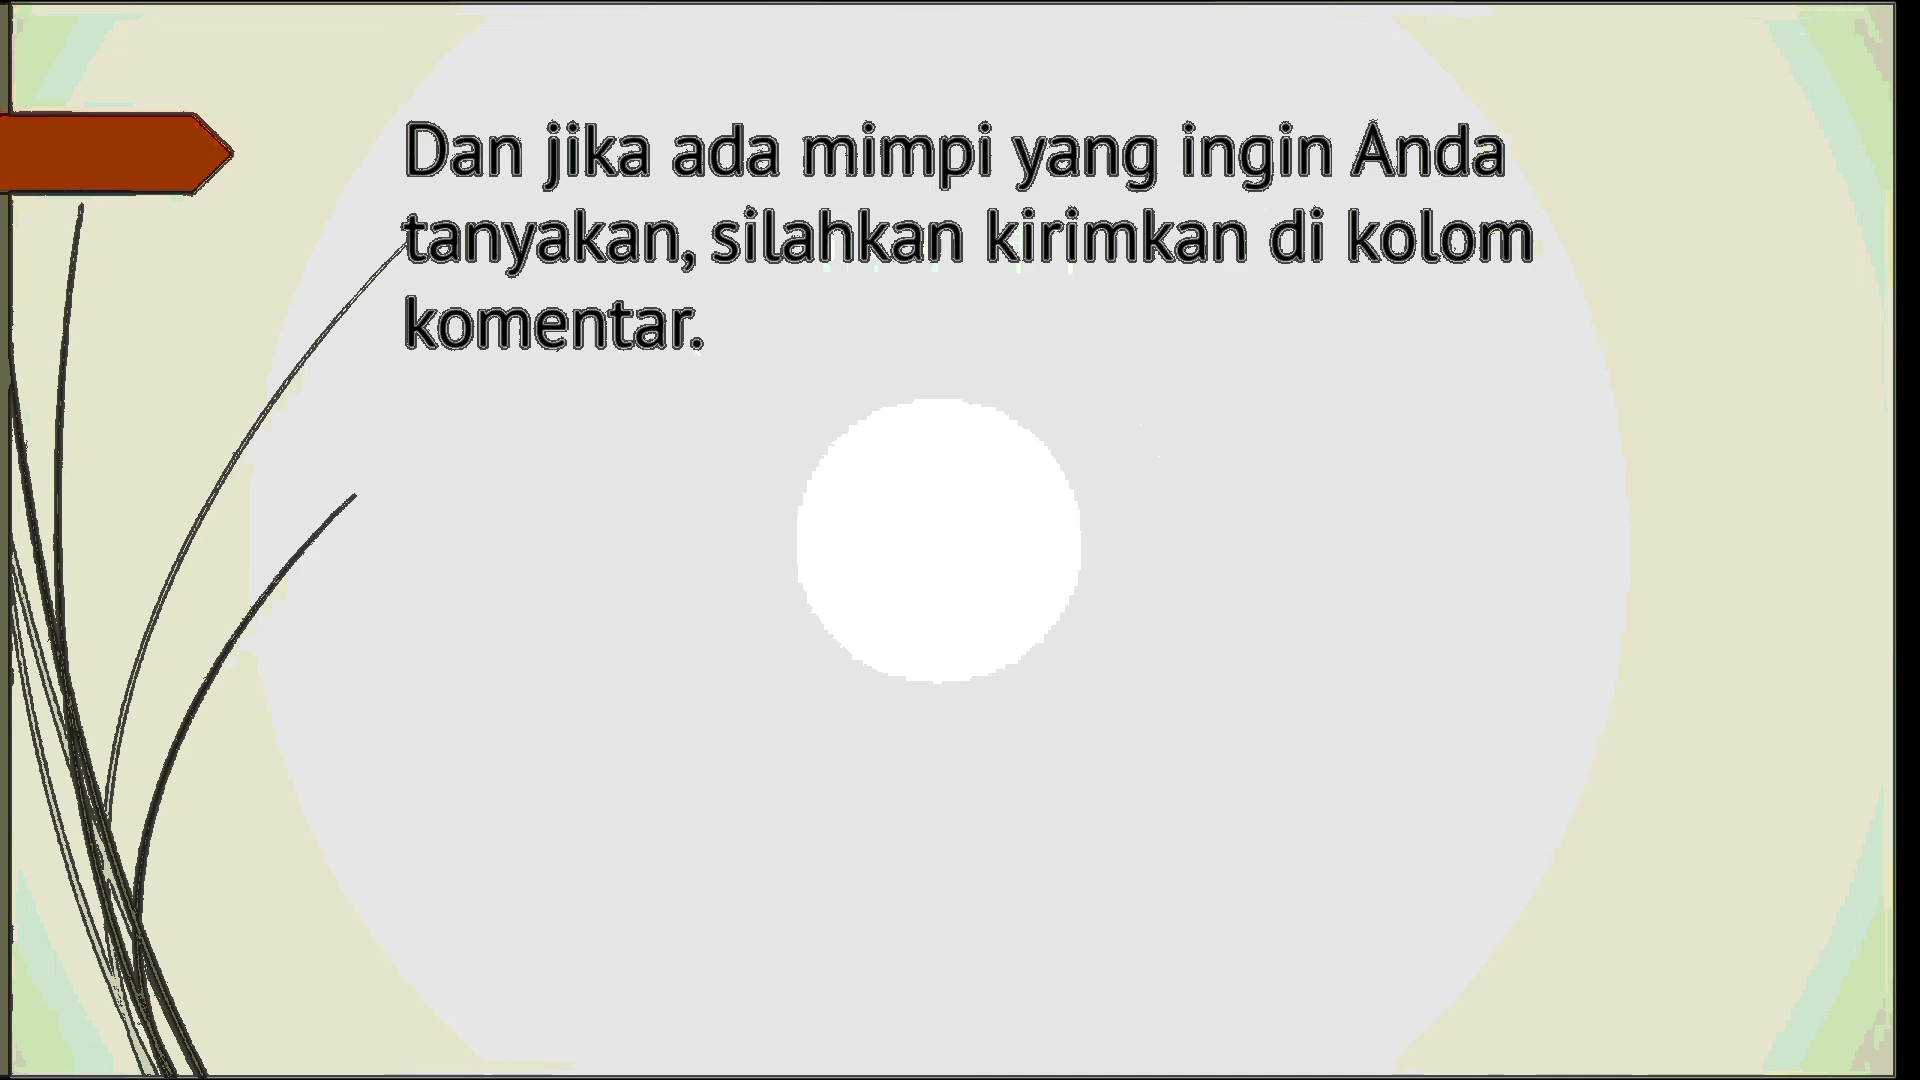 Dan jika ada mimpi yang ingin Anda
tanyakan, silahkan kirimkan di kolom
komentar.